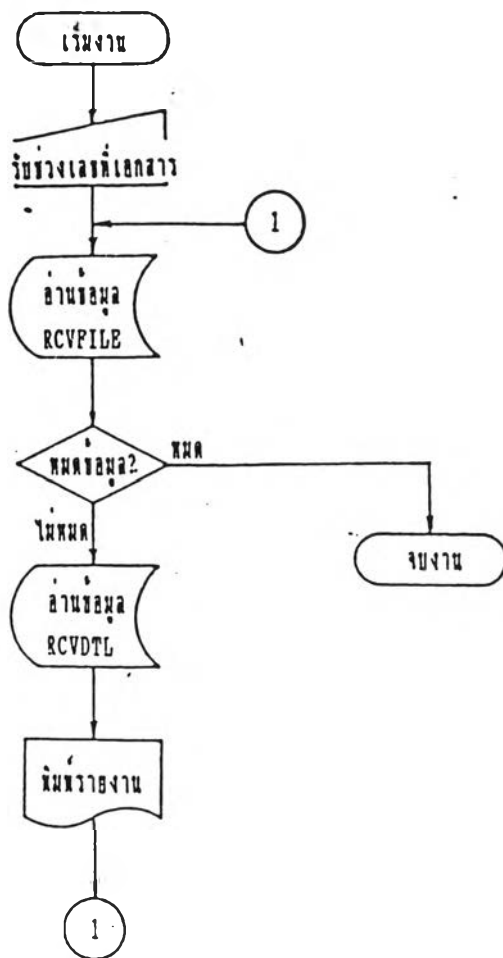 เริ่มงาน
รับช่วงเลขที่เอกสาร
1
อ่านข้อมูล
RCVFILE
หมดข้อมูล?
หมด
ไม่หมด
จบงาน
อ่านข้อมูล
RCVDTL
พิมพ์รายงาน
1